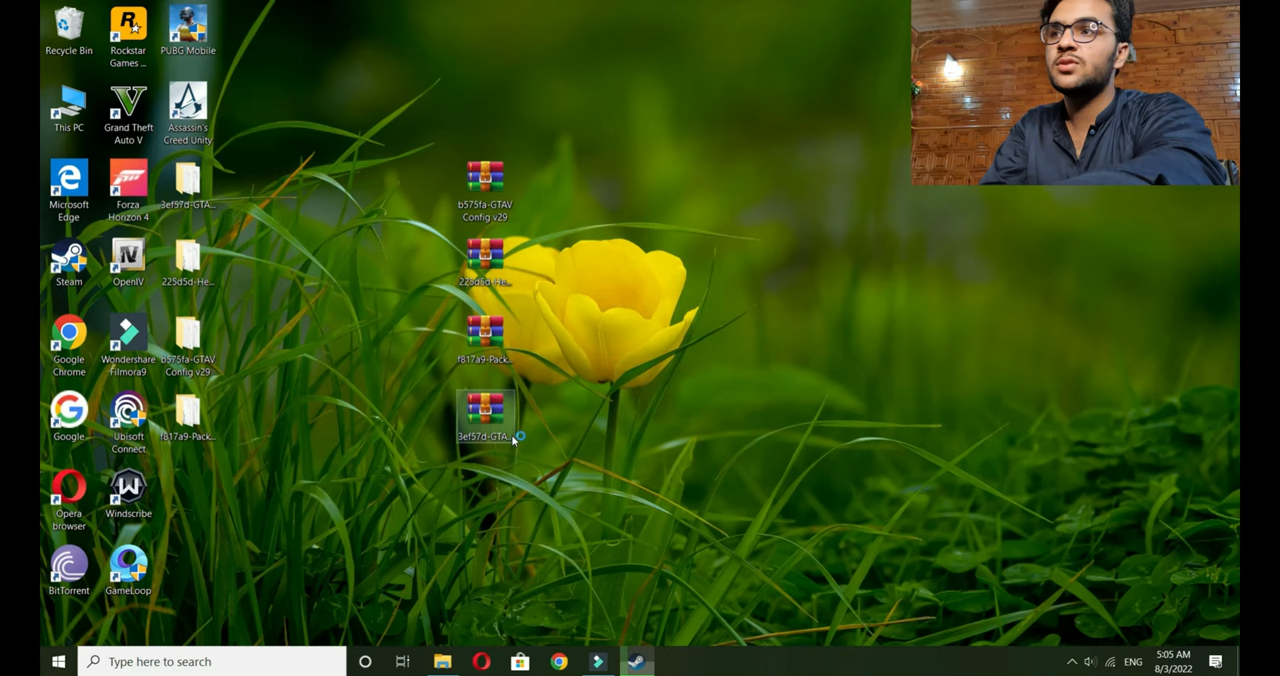 Recycle Bin
Rockstar
Games ...
PUBG Mobile
This PC
Grand Theft
Auto V
Assassin's
Creed Unity
Microsoft
Edge
Forza
Horizon 4
3ef57d-GTA...
b575fa-GTAV
Config v29
Steam
OpenIV
225d5d-He...
225d5d-He...
Google
Chrome
Wondershare
Filmora9
b575fa-GTAV
Config v29
f817a9-Pack...
Google
Ubisoft
Connect
f817a9-Pack...
3ef57d-GTA...
Opera
browser
Windscribe
BitTorrent
GameLoop
Type here to search
ENG
5:05 AM
8/3/2022